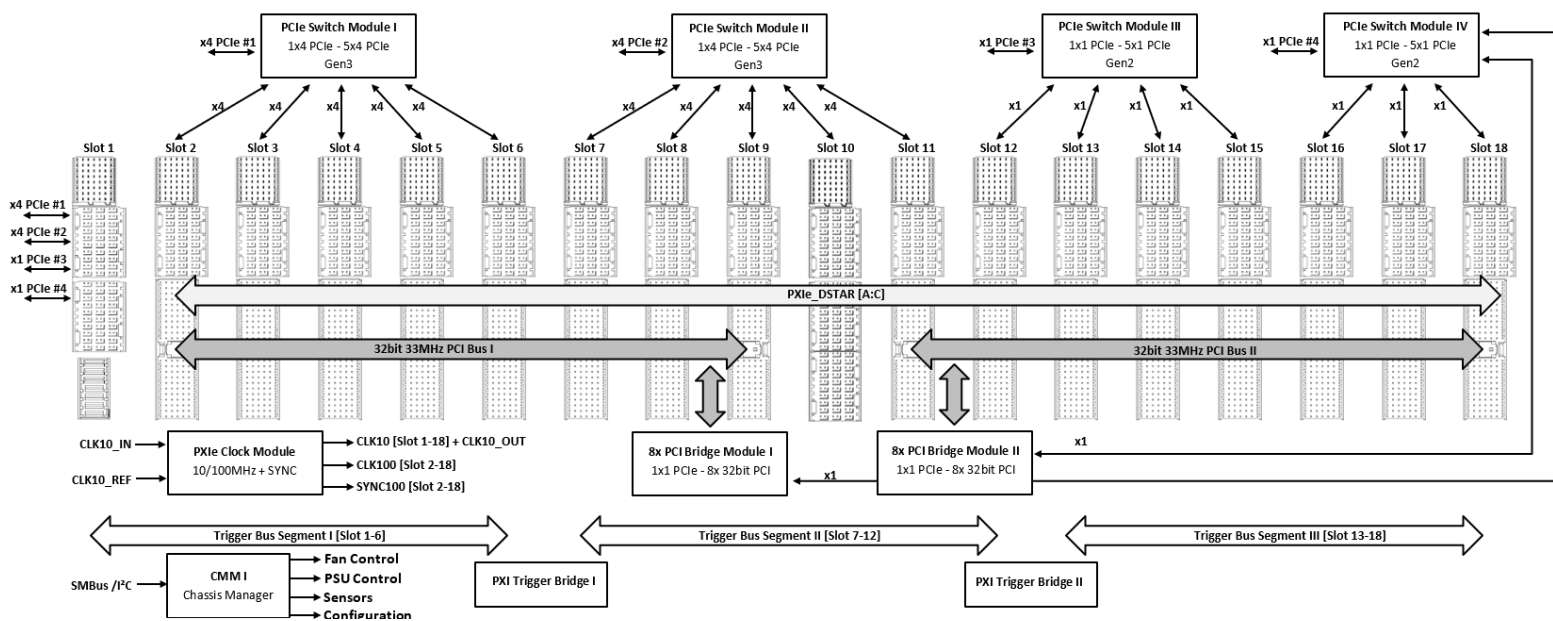 PCIe Switch Module I
1x4 PCIe - 5x4 PCIe
Gen3
x4 PCIe #1
PCIe Switch Module II
1x4 PCIe - 5x4 PCIe
Gen3
x4 PCIe #2
PCIe Switch Module III
1x1 PCIe - 5x1 PCIe
Gen2
x1 PCIe #3
PCIe Switch Module IV
1x1 PCIe - 5x1 PCIe
Gen2
x1 PCIe #4
x4 x4 x4 x4 x4
x4 x4 x4 x4 x4
x1 x1 x1 x1
x1 x1 x1
Slot 1 Slot 2 Slot 3 Slot 4 Slot 5 Slot 6 Slot 7 Slot 8 Slot 9 Slot 10 Slot 11 Slot 12 Slot 13 Slot 14 Slot 15 Slot 16 Slot 17 Slot 18
x4 PCIe #1
x4 PCIe #2
x1 PCIe #3
x1 PCIe #4
PXIe_DSTAR [A:C]
32bit 33MHz PCI Bus I
32bit 33MHz PCI Bus II
CLK10_IN
CLK10_REF
PXIe Clock Module
10/100MHz + SYNC
CLK10 [Slot 1-18] + CLK10_OUT
CLK100 [Slot 2-18]
SYNC100 [Slot 2-18]
8x PCI Bridge Module I
1x1 PCIe - 8x 32bit PCI
x1
8x PCI Bridge Module II
1x1 PCIe - 8x 32bit PCI
x1
Trigger Bus Segment I [Slot 1-6]
Trigger Bus Segment II [Slot 7-12]
Trigger Bus Segment III [Slot 13-18]
SMBus /I²C
CMM I
Chassis Manager
Fan Control
PSU Control
Sensors
Configuration
PXI Trigger Bridge I
PXI Trigger Bridge II